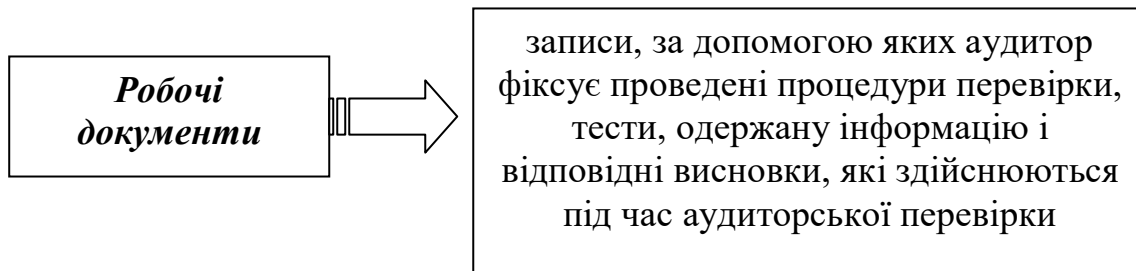 Робочі
документи
записи, за допомогою яких аудитор
фіксує проведені процедури перевірки,
тести, одержану інформацію і
відповідні висновки, які здійснюються
під час аудиторської перевірки